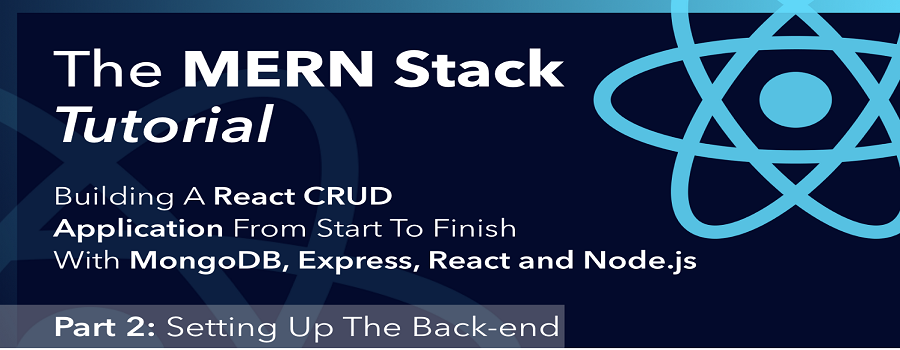 The MERN Stack
Tutorial
Building A React CRUD
Application From Start To Finish
With MongoDB, Express, React and Node.js
Part 2: Setting Up The Back-end